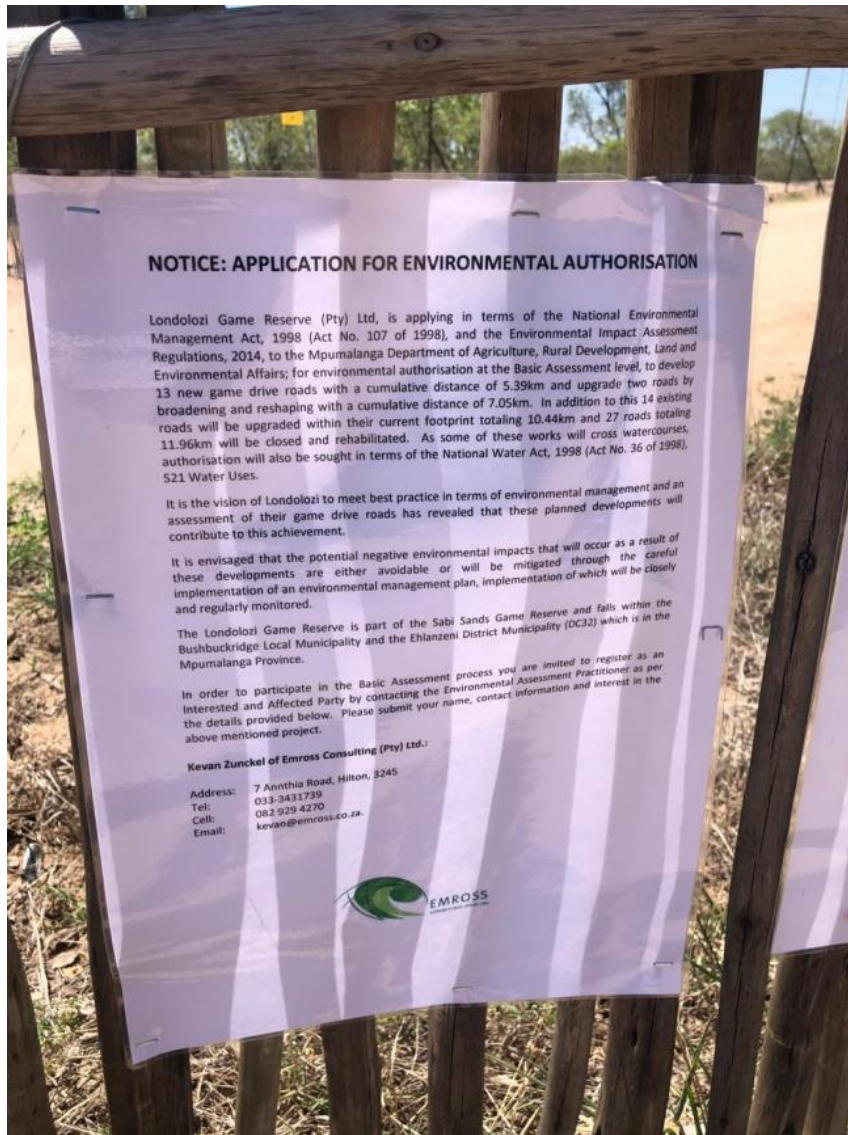 NOTICE: APPLICATION FOR ENVIRONMENTAL AUTHORISATION
Londolozi Game Reserve (Pty) Ltd, is applying in terms of the National Environmental
Management Act, 1998 (Act No. 107 of 1998), and the Environmental Impact Assessment
Regulations, 2014, to the Mpumalanga Department of Agriculture, Rural Development, Land and
Environmental Affairs; for environmental authorisation at the Basic Assessment level, to develop
13 new game drive roads with a cumulative distance of 5.39km and upgrade two roads by
broadening and reshaping with a cumulative distance of 7.05km. In addition to this 14 existing
roads will be upgraded within their current footprint totaling 10.44km and 27 roads totaling
11.96km will be closed and rehabilitated. As some of these works will cross watercourses,
authorisation will also be sought in terms of the National Water Act, 1998 (Act No. 36 of 1998),
S21 Water Uses.
It is the vision of Londolozi to meet best practice in terms of environmental management and an
assessment of their game drive roads has revealed that these planned developments will
contribute to this achievement.
It is envisaged that the potential negative environmental impacts that will occur as a result of
these developments are either avoidable or will be mitigated through the careful
implementation of an environmental management plan, implementation of which will be closely
and regularly monitored.
The Londolozi Game Reserve is part of the Sabi Sands Game Reserve and falls within the
Bushbuckridge Local Municipality and the Ehlanzeni District Municipality (DC32) which is in the
Mpumalanga Province.
In order to participate in the Basic Assessment process you are invited to register as an
Interested and Affected Party by contacting the Environmental Assessment Practitioner as per
the details provided below. Please submit your name, contact information and interest in the
above mentioned project.
Kevan Zunckel of Emross Consulting (Pty) Ltd.:
Address: 7 Annthia Road, Hilton, 3245
Tel: 033-3431739
Cell: 082 929 4270
Email: kevan@emross.co.za.
EMROSS